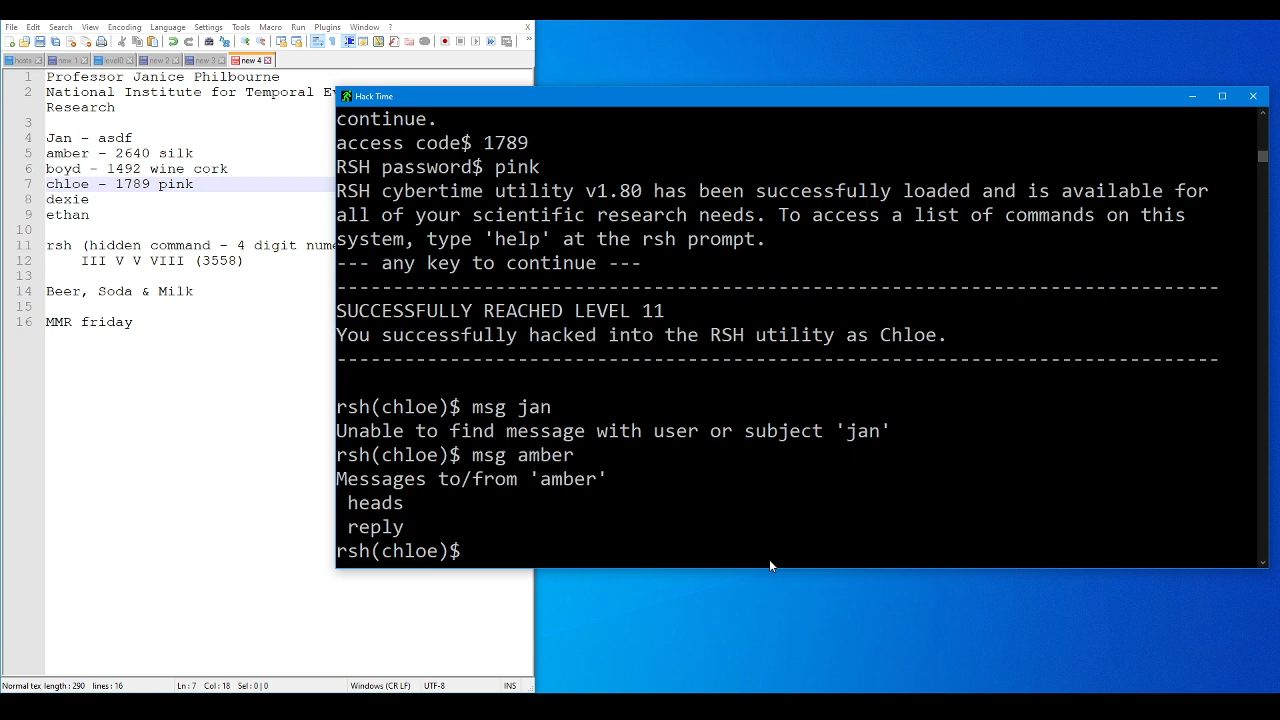 File Edit Search View Encoding Language Settings Tools Macro Run Plugins Window ? X
hosts new 1 level0 new 2 new 3 new 4
1 Professor Janice Philbourne
2 National Institute for Temporal
Research
3
4 Jan - asdf
5 amber - 2640 silk
6 boyd - 1492 wine cork
7 chloe - 1789 pink
8 dexie
9 ethan
10
11 rsh (hidden command - 4 digit
12 III V V VIII (3558)
13
14 Beer, Soda & Milk
15
16 MMR friday
Normal tex length : 290 lines : 16 Ln : 7 Col : 18 Sel : 0 | 0 Windows (CR LF) UTF-8 INS
Hack Time
continue.
access code$ 1789
RSH password$ pink
RSH cybertime utility v1.80 has been successfully loaded and is available for
all of your scientific research needs. To access a list of commands on this
system, type 'help' at the rsh prompt.
--- any key to continue ---
------------------------------------------------------------------------------
SUCCESSFULLY REACHED LEVEL 11
You successfully hacked into the RSH utility as Chloe.
------------------------------------------------------------------------------
rsh(chloe)$ msg jan
Unable to find message with user or subject 'jan'
rsh(chloe)$ msg amber
Messages to/from 'amber'
heads
reply
rsh(chloe)$